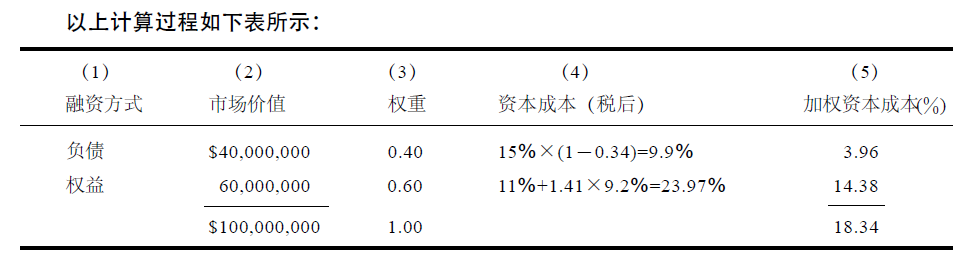 以上计算过程如下表所示：
（1） （2） （3） （4） （5）
融资方式 市场价值 权重 资本成本（税后） 加权资本成本(%)
负债 $40,000,000 0.40 15%×(1－0.34)=9.9% 3.96
权益 60,000,000 0.60 11%+1.41×9.2%=23.97% 14.38
$100,000,000 1.00 18.34